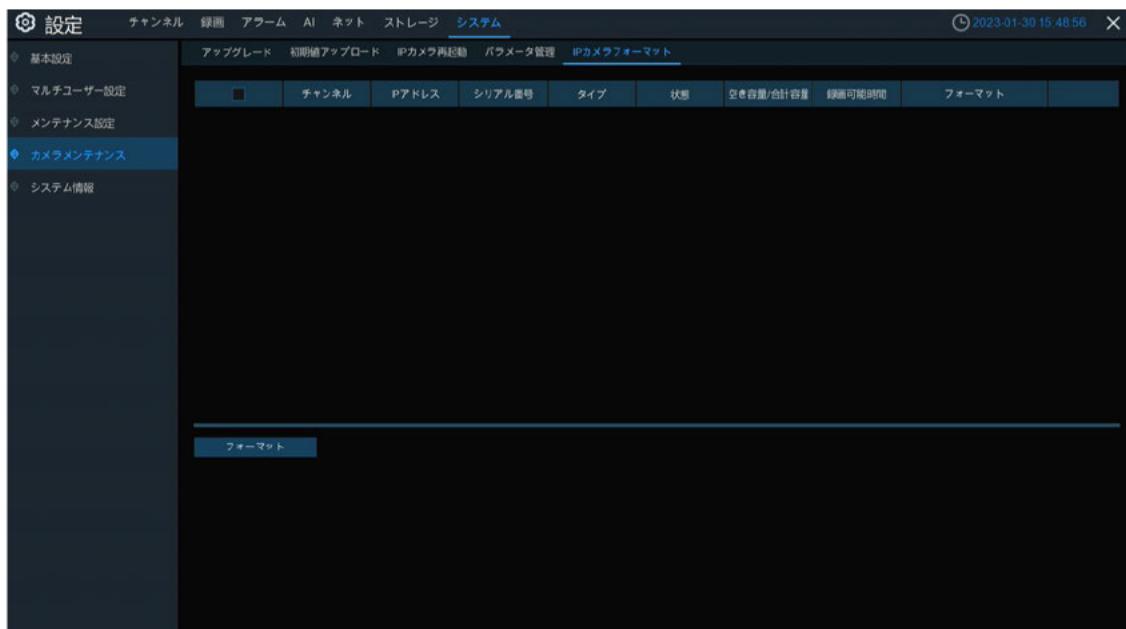 設定 チャンネル 録画 アラーム AI ネット ストレージ システム 2023-01-30 15:48:56
アップグレード 初期値アップロード IPカメラ再起動 パラメータ管理 IPカメラフォーマット
基本設定
マルチユーザー設定
メンテナンス設定
カメラメンテナンス
システム情報
チャンネル IPアドレス シリアル番号 タイプ 状態 空き容量/合計容量 録画可能時間 フォーマット
フォーマット